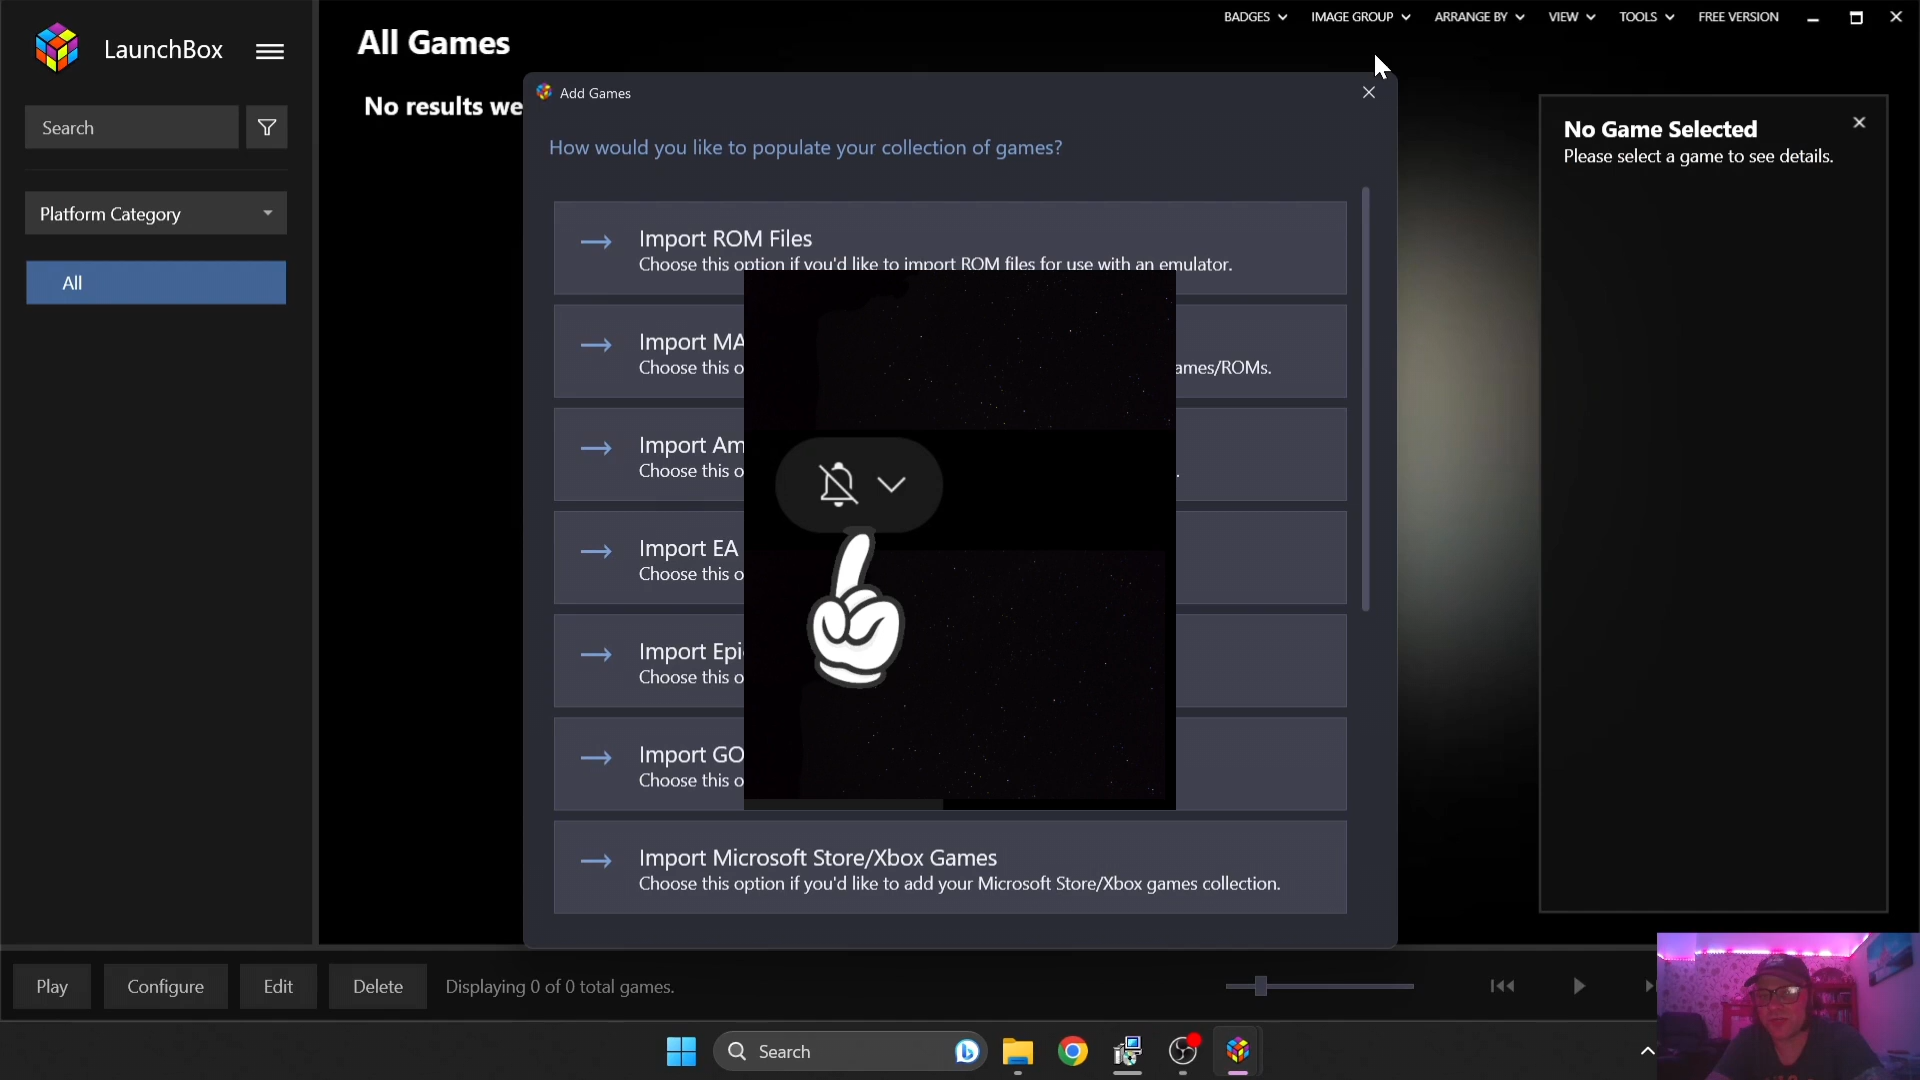 BADGES
IMAGE GROUP
ARRANGE BY
VIEW
TOOLS
FREE VERSION
LaunchBox
All Games
Search
No results we
Platform Category
All
Add Games
How would you like to populate your collection of games?
Import ROM Files
Choose this option if you'd like to import ROM files for use with an emulator.
Import MA
Choose this o
ames/ROMs.
Import Am
Choose this o
Import EA
Choose this o
Import Epi
Choose this o
Import GO
Choose this o
Import Microsoft Store/Xbox Games
Choose this option if you'd like to add your Microsoft Store/Xbox games collection.
No Game Selected
Please select a game to see details.
Play
Configure
Edit
Delete
Displaying 0 of 0 total games.
Search